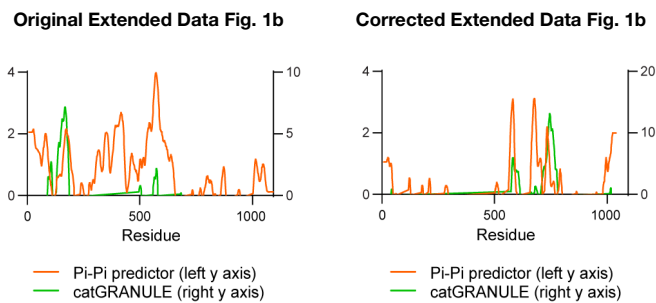 Original Extended Data Fig. 1b
4
2
0
10
5
0
0
500
1000
Residue
Pi-Pi predictor (left y axis)
catGRANULE (right y axis)
Corrected Extended Data Fig. 1b
4
2
0
20
10
0
0
500
1000
Residue
Pi-Pi predictor (left y axis)
catGRANULE (right y axis)